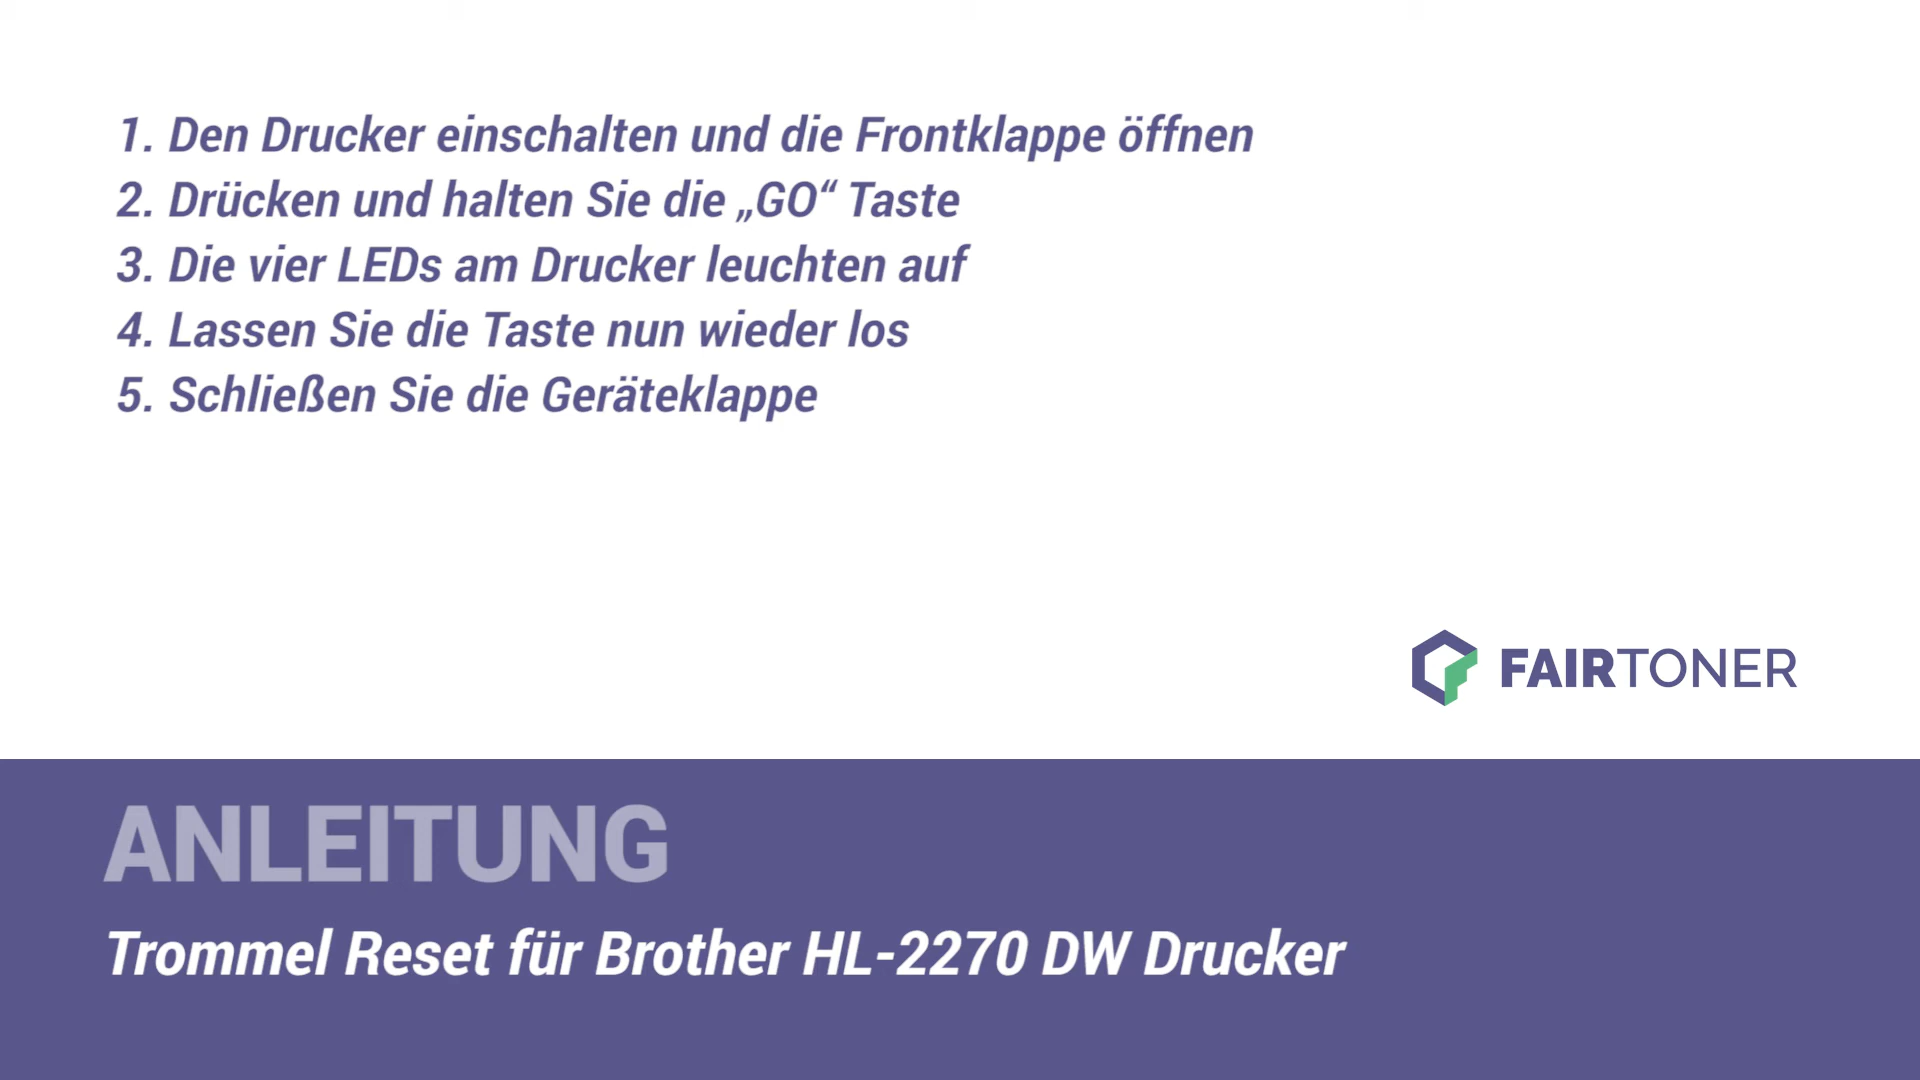 1. Den Drucker einschalten und die Frontklappe öffnen
2. Drücken und halten Sie die „GO“ Taste
3. Die vier LEDs am Drucker leuchten auf
4. Lassen Sie die Taste nun wieder los
5. Schließen Sie die Geräteklappe
FAIRTONER
ANLEITUNG
Trommel Reset für Brother HL-2270 DW Drucker